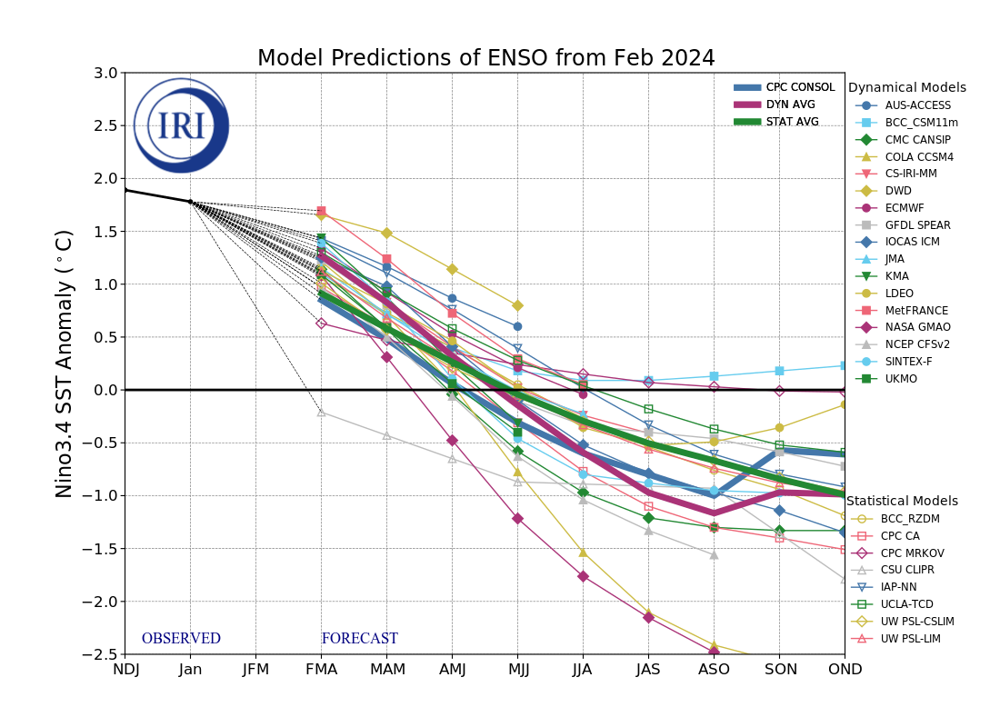 Model Predictions of ENSO from Feb 2024
Nino3.4 SST Anomaly (°C)
3.0
2.5
2.0
1.5
1.0
0.5
0.0
−0.5
−1.0
−1.5
−2.0
−2.5
IRI
CPC CONSOL
DYN AVG
STAT AVG
OBSERVED
FORECAST
NDJ Jan JFM FMA MAM AMJ MJJ JJA JAS ASO SON OND
Dynamical Models
AUS-ACCESS
BCC_CSM11m
CMC CANSIP
COLA CCSM4
CS-IRI-MM
DWD
ECMWF
GFDL SPEAR
IOCAS ICM
JMA
KMA
LDEO
MetFRANCE
NASA GMAO
NCEP CFSv2
SINTEX-F
UKMO
Statistical Models
BCC_RZDM
CPC CA
CPC MRKOV
CSU CLIPR
IAP-NN
UCLA-TCD
UW PSL-CSLIM
UW PSL-LIM